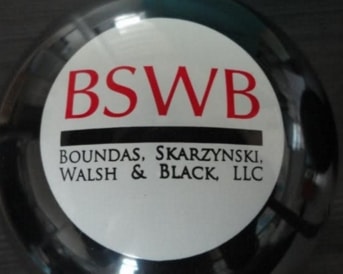 BSWB
BOUNDAS, SKARZYNSKI,
WALSH & BLACK, LLC